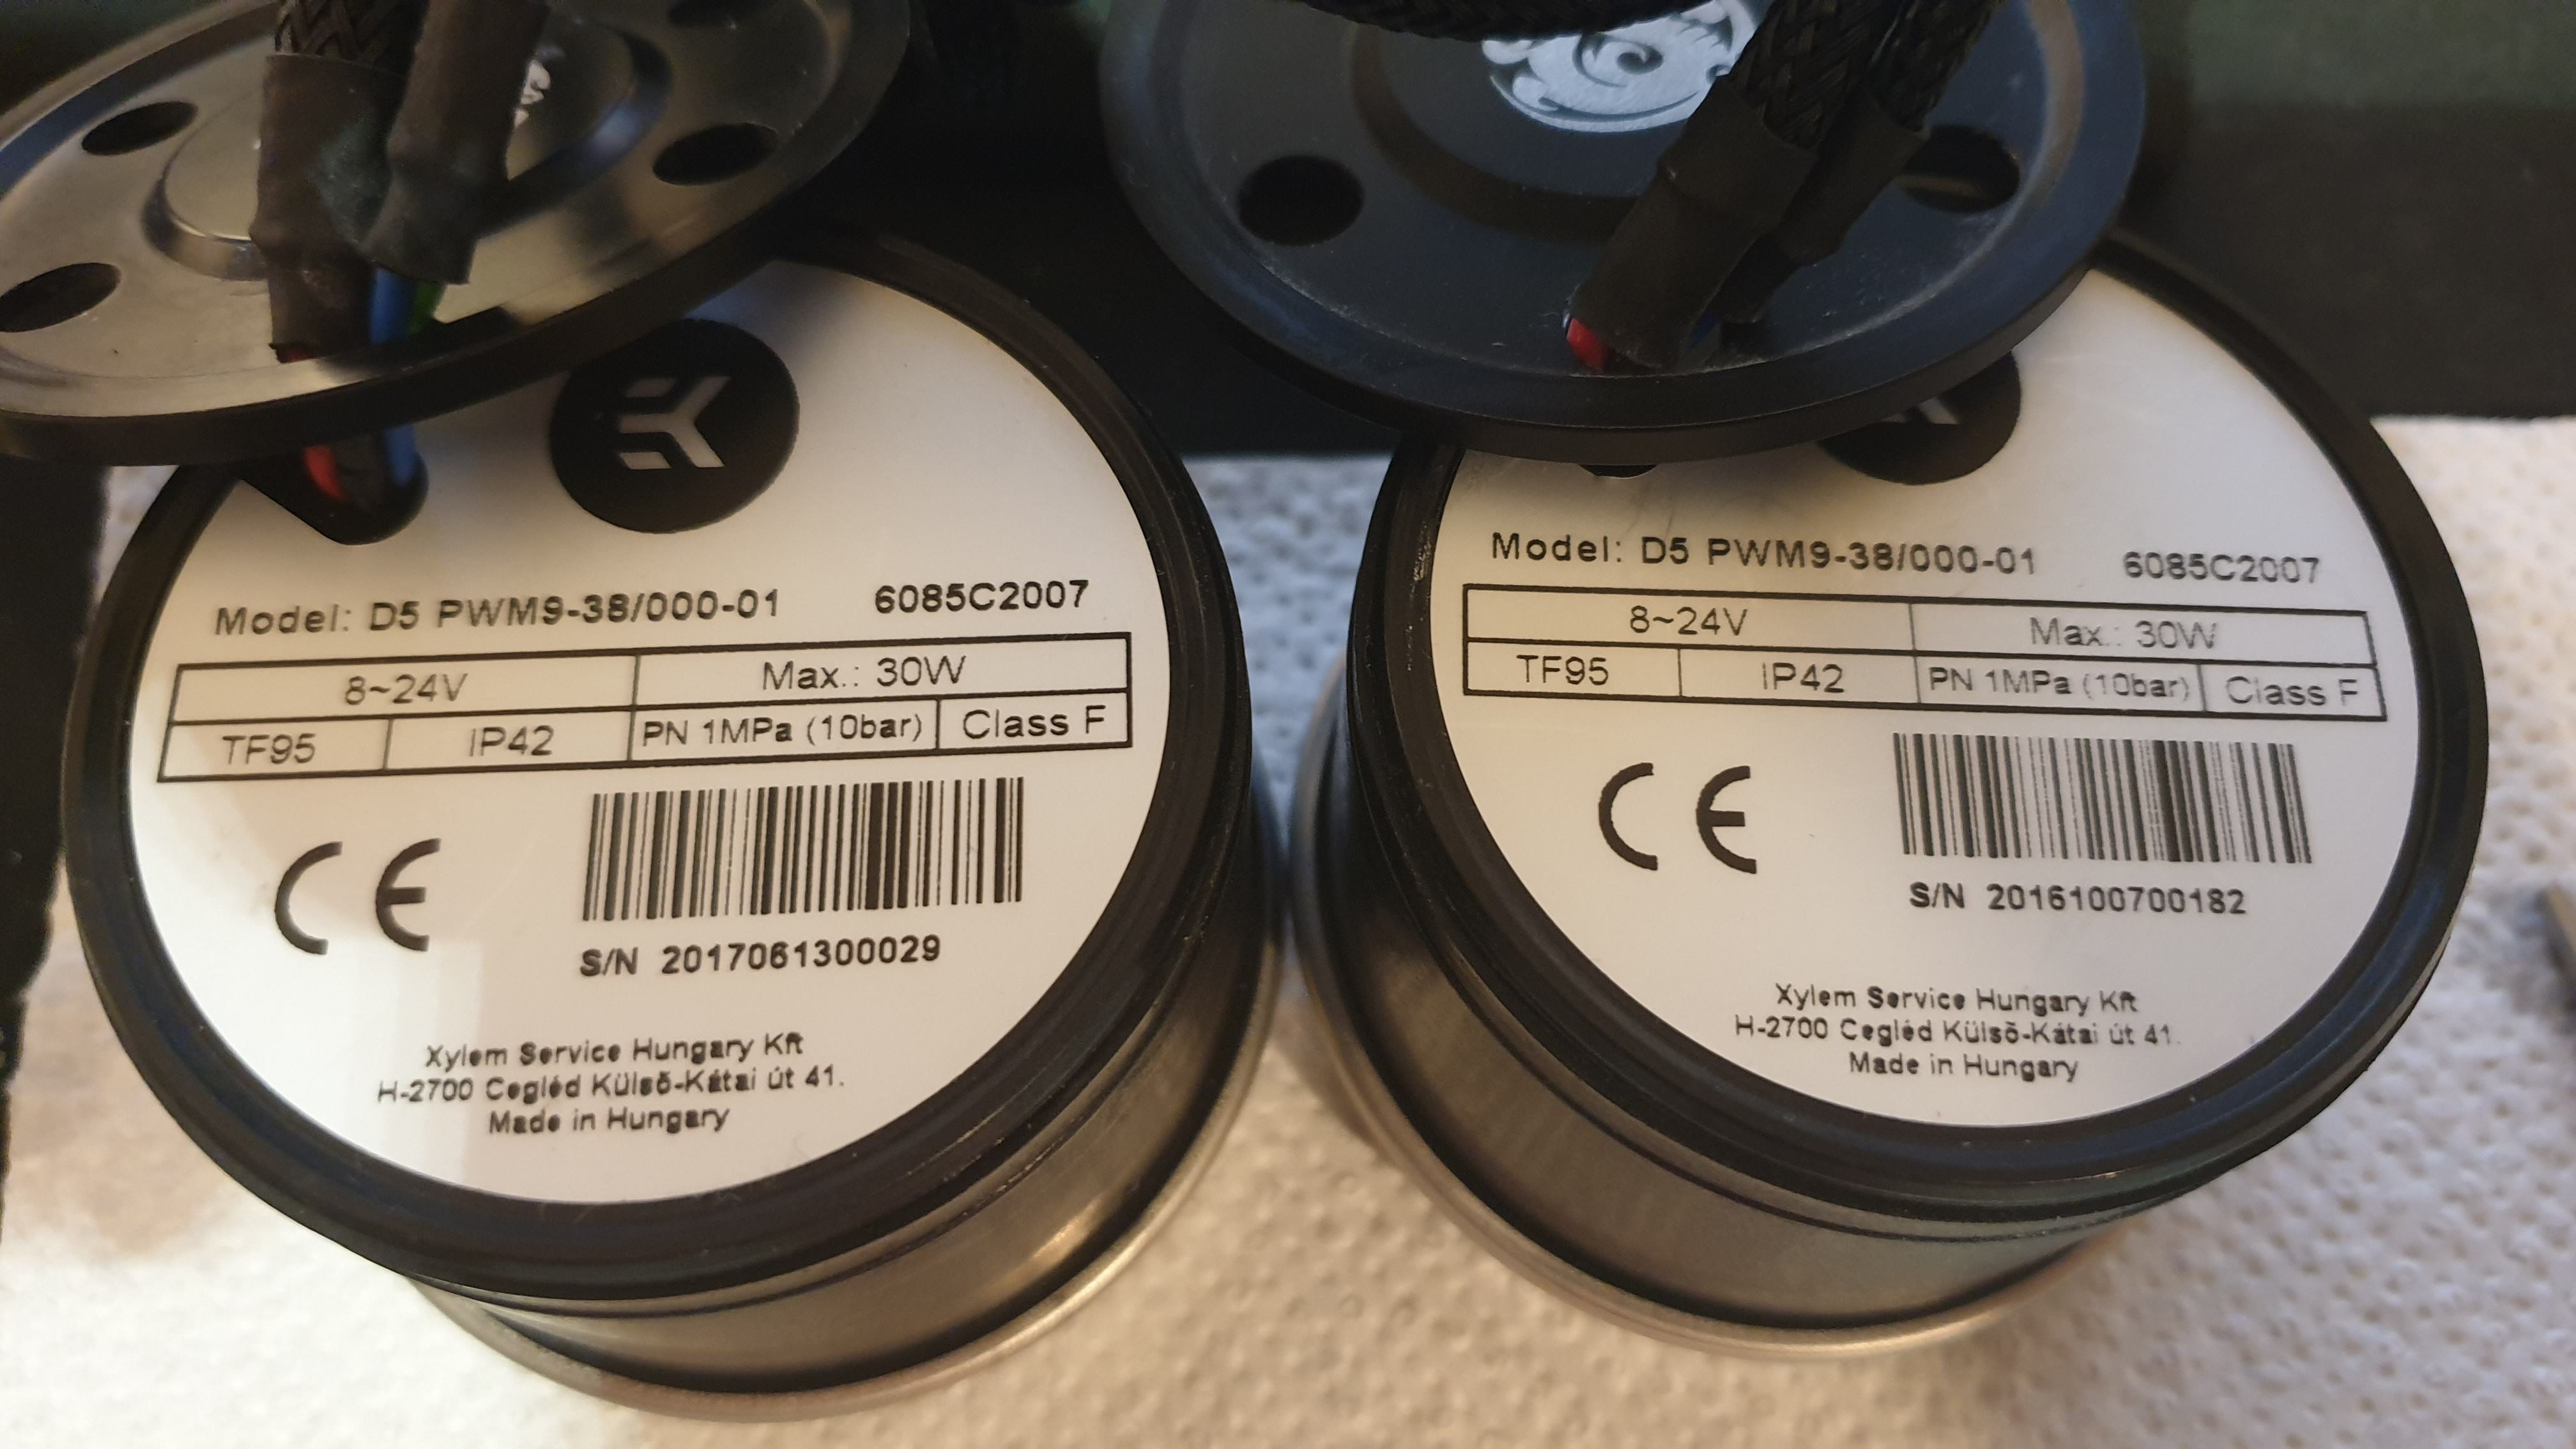 Model: D5 PWM9-38/000-01 6085C2007
8~24V Max.: 30W
TF95 IP42 PN 1MPa (10bar) Class F
CE
S/N 2017061300029
Xylem Service Hungary Kft
H-2700 Cegléd Külső-Kátai út 41.
Made in Hungary
Model: D5 PWM9-38/000-01 6085C2007
8~24V Max.: 30W
TF95 IP42 PN 1MPa (10bar) Class F
CE
S/N 2016100700182
Xylem Service Hungary Kft
H-2700 Cegléd Külső-Kátai út 41.
Made in Hungary